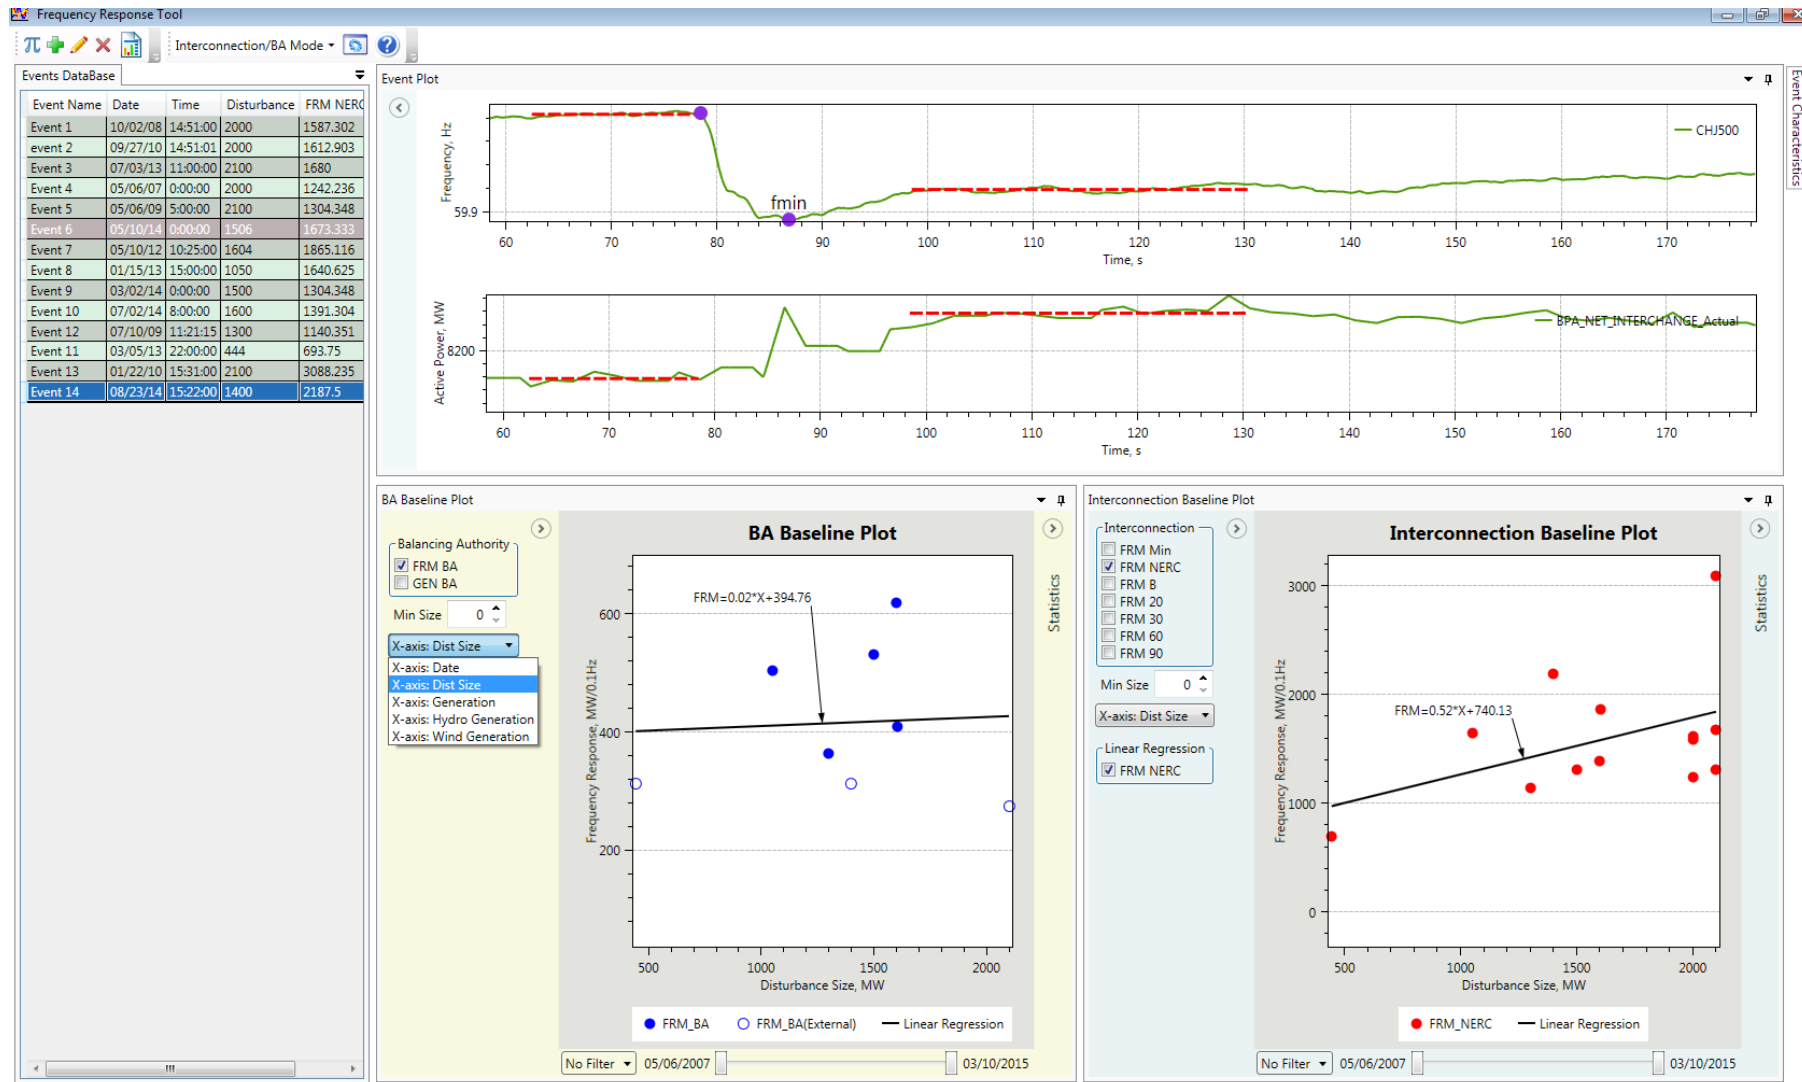 Frequency Response Tool
Interconnection/BA Mode
Events DataBase
Event Name Date Time Disturbance FRM NERC
Event 1 10/02/08 14:51:00 2000 1587.302
event 2 09/27/10 14:51:01 2000 1612.903
Event 3 07/03/13 11:00:00 2100 1680
Event 4 05/06/07 0:00:00 2000 1242.236
Event 5 05/06/09 5:00:00 2100 1304.348
Event 6 05/10/14 0:00:00 1506 1673.333
Event 7 05/10/12 10:25:00 1604 1865.116
Event 8 01/15/13 15:00:00 1050 1640.625
Event 9 03/02/14 0:00:00 1500 1304.348
Event 10 07/02/14 8:00:00 1600 1391.304
Event 12 07/10/09 11:21:15 1300 1140.351
Event 11 03/05/13 22:00:00 444 693.75
Event 13 01/22/10 15:31:00 2100 3088.235
Event 14 08/23/14 15:22:00 1400 2187.5
Event Plot
Event Characteristics
Frequency, Hz
59.9
fmin
CHJ500
60 70 80 90 100 110 120 130 140 150 160 170
Time, s
Active Power, MW
8200
BPA_NET_INTERCHANGE_Actual
60 70 80 90 100 110 120 130 140 150 160 170
Time, s
BA Baseline Plot
Balancing Authority
FRM BA
GEN BA
Min Size 0
X-axis: Dist Size
X-axis: Date
X-axis: Dist Size
X-axis: Generation
X-axis: Hydro Generation
X-axis: Wind Generation
BA Baseline Plot
FRM=0.02*X+394.76
Frequency Response, MW/0.1Hz
600
400
200
500 1000 1500 2000
Disturbance Size, MW
FRM_BA FRM_BA(External) Linear Regression
No Filter 05/06/2007 03/10/2015
Statistics
Interconnection Baseline Plot
Interconnection
FRM Min
FRM NERC
FRM B
FRM 20
FRM 30
FRM 60
FRM 90
Min Size 0
X-axis: Dist Size
Linear Regression
FRM NERC
Interconnection Baseline Plot
FRM=0.52*X+740.13
Frequency Response, MW/0.1Hz
3000
2000
1000
0
500 1000 1500 2000
Disturbance Size, MW
FRM_NERC Linear Regression
No Filter 05/06/2007 03/10/2015
Statistics